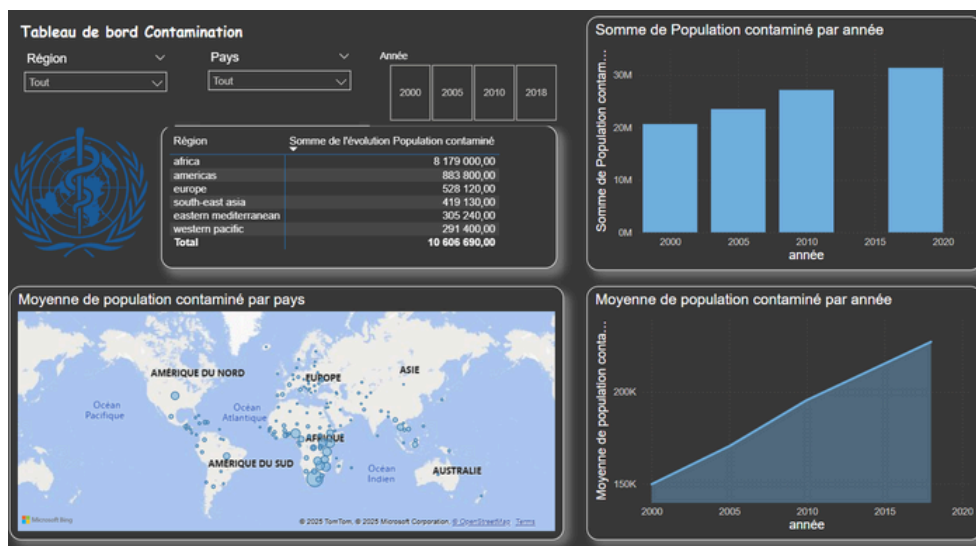 Tableau de bord Contamination
Région
Tout
Pays
Tout
Année
2000 2005 2010 2018
Région Somme de l'évolution Population contaminé
africa 8 179 000,00
americas 883 800,00
europe 528 120,00
south-east asia 419 130,00
eastern mediterranean 305 240,00
western pacific 291 400,00
Total 10 606 690,00
Somme de Population contaminé par année
Somme de Population contam...
30M
20M
10M
0M
2000 2005 2010 2015 2020
année
Moyenne de population contaminé par pays
AMÉRIQUE DU NORD
EUROPE
ASIE
Océan
Pacifique
Océan
Atlantique
AFRIQUE
AMÉRIQUE DU SUD
Océan
Indien
AUSTRALIE
Microsoft Bing
© 2025 TomTom, © 2025 Microsoft Corporation, © OpenStreetMap Terms
Moyenne de population contaminé par année
Moyenne de population conta...
200K
150K
2000 2005 2010 2015 2020
année